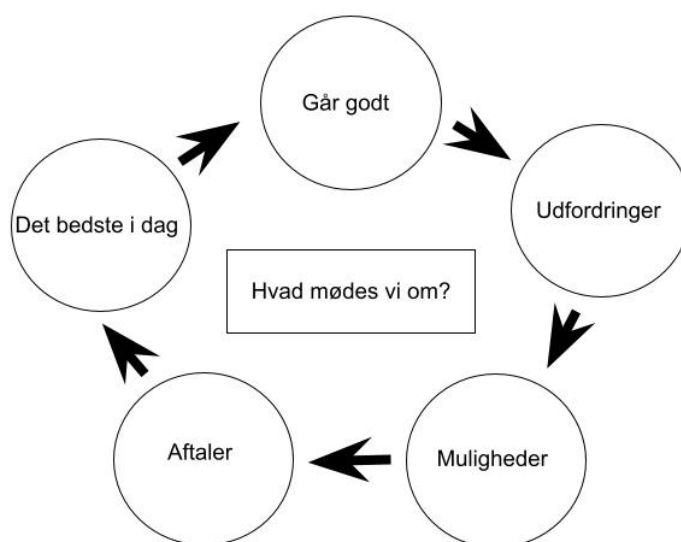 Går godt
Udfordringer
Det bedste i dag
Hvad mødes vi om?
Aftaler
Muligheder